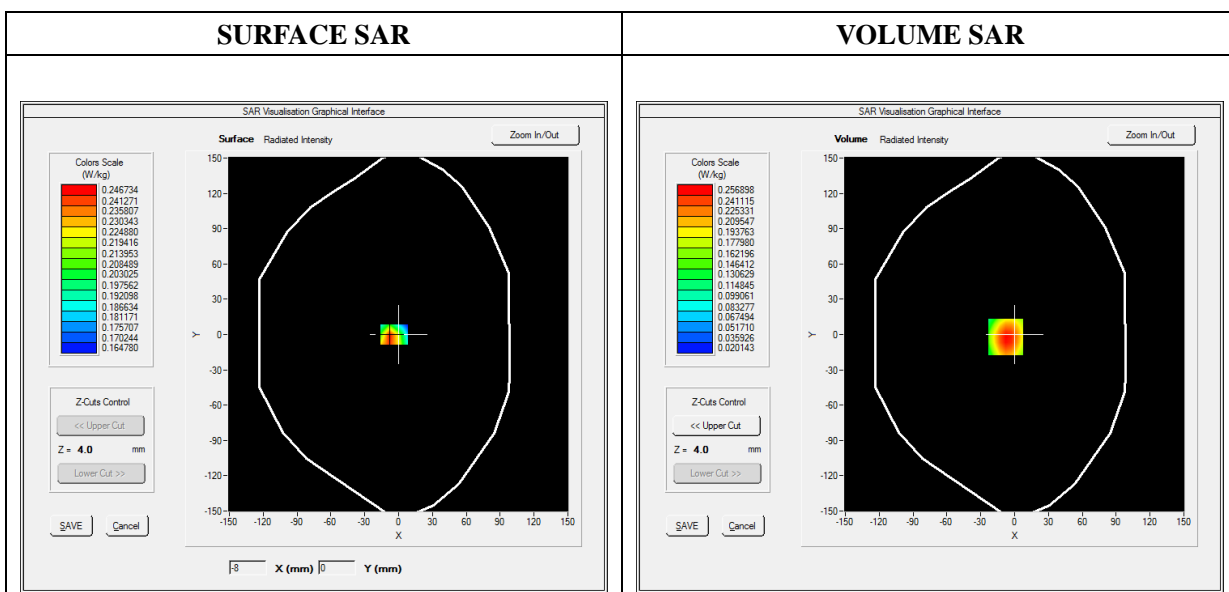 SURFACE SAR
VOLUME SAR
SAR Visualisation Graphical Interface
Surface Radiated Intensity
Zoom In/Out
Colors Scale
(W/kg)
0.246734
0.241271
0.235807
0.230343
0.224880
0.219416
0.213953
0.208489
0.203025
0.197562
0.192098
0.186634
0.181171
0.175707
0.170244
0.164780
150
120
90
60
30
0
-30
-60
-90
-120
-150
Y
-150 -120 -90 -60 -30 0 30 60 90 120 150
X
Z-Cuts Control
<< Upper Cut
Z = 4.0 mm
Lower Cut >>
SAVE Cancel
-8 X (mm) 0 Y (mm)
SAR Visualisation Graphical Interface
Volume Radiated Intensity
Zoom In/Out
Colors Scale
(W/kg)
0.256898
0.241115
0.225331
0.209547
0.193763
0.177980
0.162196
0.146412
0.130629
0.114845
0.099061
0.083277
0.067494
0.051710
0.035926
0.020143
150
120
90
60
30
0
-30
-60
-90
-120
-150
Y
-150 -120 -90 -60 -30 0 30 60 90 120 150
X
Z-Cuts Control
<< Upper Cut
Z = 4.0 mm
Lower Cut >>
SAVE Cancel